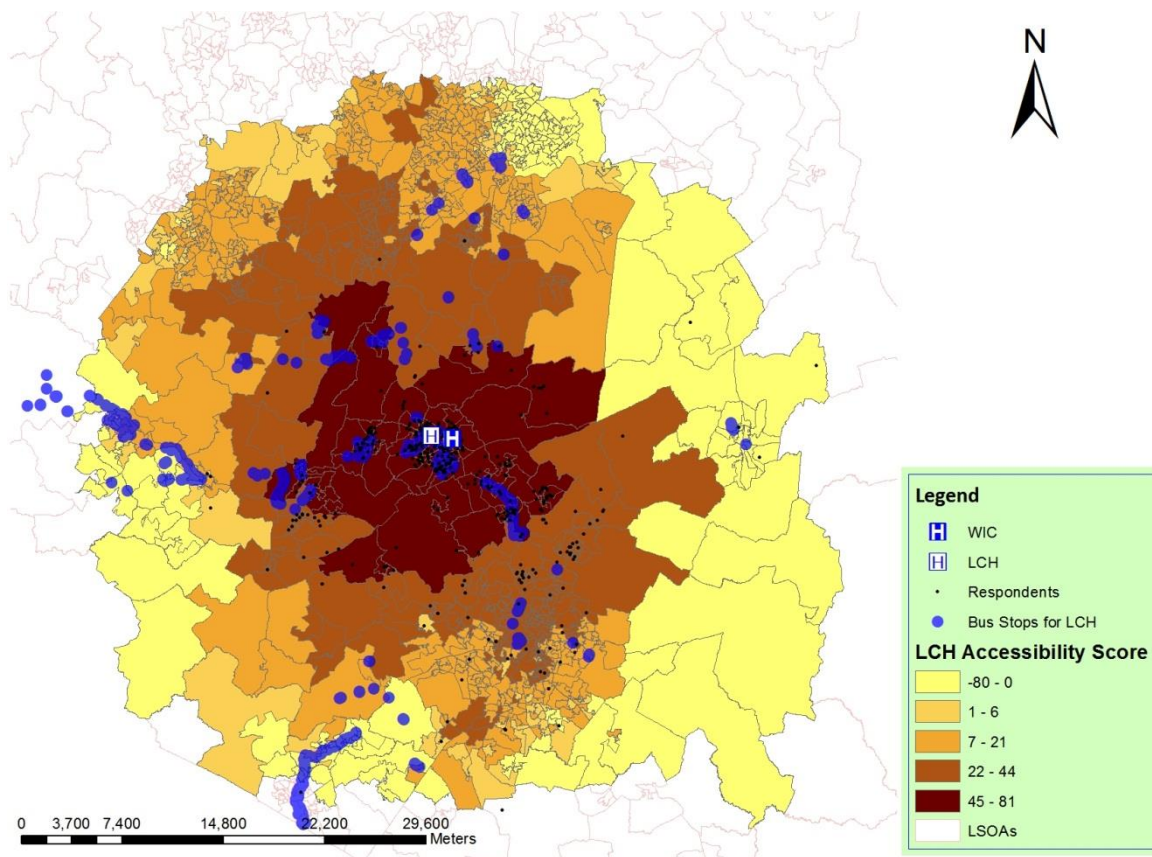 N
H H
Legend
H WIC
H LCH
Respondents
Bus Stops for LCH
LCH Accessibility Score
-80 - 0
1 - 6
7 - 21
22 - 44
45 - 81
LSOAs
0 3,700 7,400 14,800 22,200 29,600
Meters